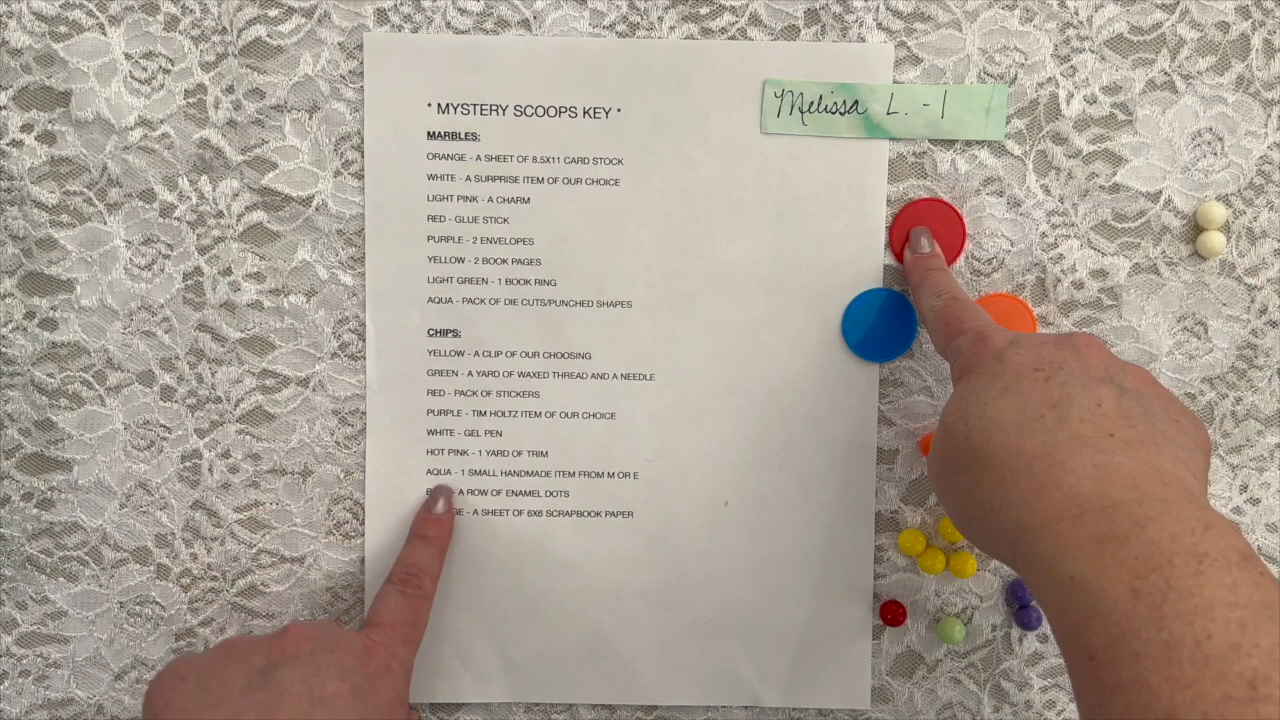 * MYSTERY SCOOPS KEY *
Melissa L. - 1
MARBLES:
ORANGE - A SHEET OF 8.5X11 CARD STOCK
WHITE - A SURPRISE ITEM OF OUR CHOICE
LIGHT PINK - A CHARM
RED - GLUE STICK
PURPLE - 2 ENVELOPES
YELLOW - 2 BOOK PAGES
LIGHT GREEN - 1 BOOK RING
AQUA - PACK OF DIE CUTS/PUNCHED SHAPES
CHIPS:
YELLOW - A CLIP OF OUR CHOOSING
GREEN - A YARD OF WAXED THREAD AND A NEEDLE
RED - PACK OF STICKERS
PURPLE - TIM HOLTZ ITEM OF OUR CHOICE
WHITE - GEL PEN
HOT PINK - 1 YARD OF TRIM
AQUA - 1 SMALL HANDMADE ITEM FROM M OR E
- A ROW OF ENAMEL DOTS
- A SHEET OF 6X6 SCRAPBOOK PAPER